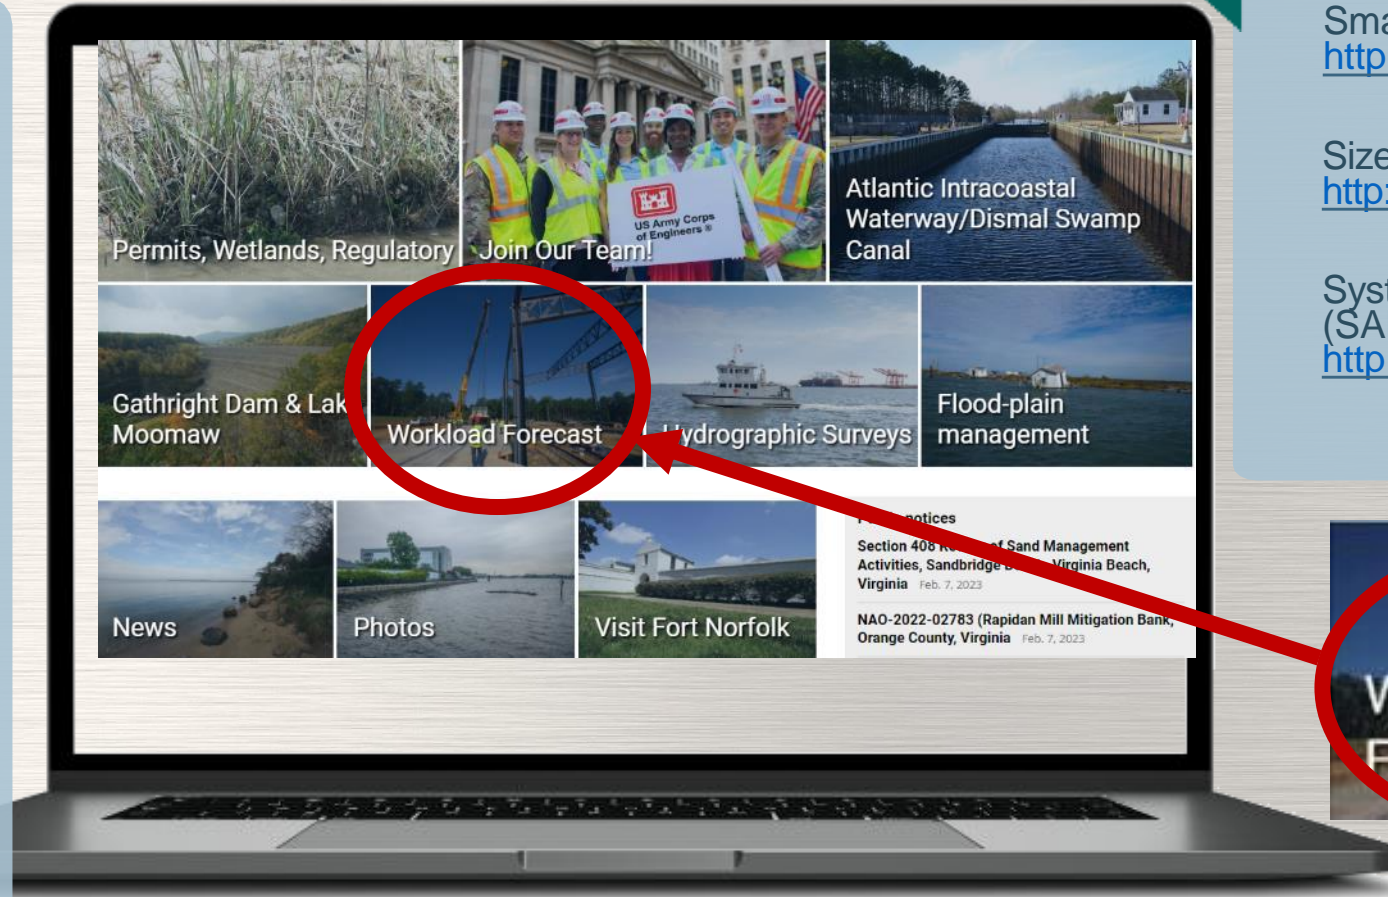 Permits, Wetlands, Regulatory
Join Our Team!
US Army Corps
of Engineers ®
Atlantic Intracoastal
Waterway/Dismal Swamp
Canal
Gathright Dam & Lak
Moomaw
Workload Forecast
Hydrographic Surveys
Flood-plain
management
News
Photos
Visit Fort Norfolk
notices
Section 408 of Sand Management
Activities, Sandbridge Virginia Beach,
Virginia Feb. 7, 2023
NAO-2022-02783 (Rapidan Mill Mitigation Bank,
Orange County, Virginia Feb. 7, 2023
Sma
http
Size
http:
Syst
(SA
http
W
F